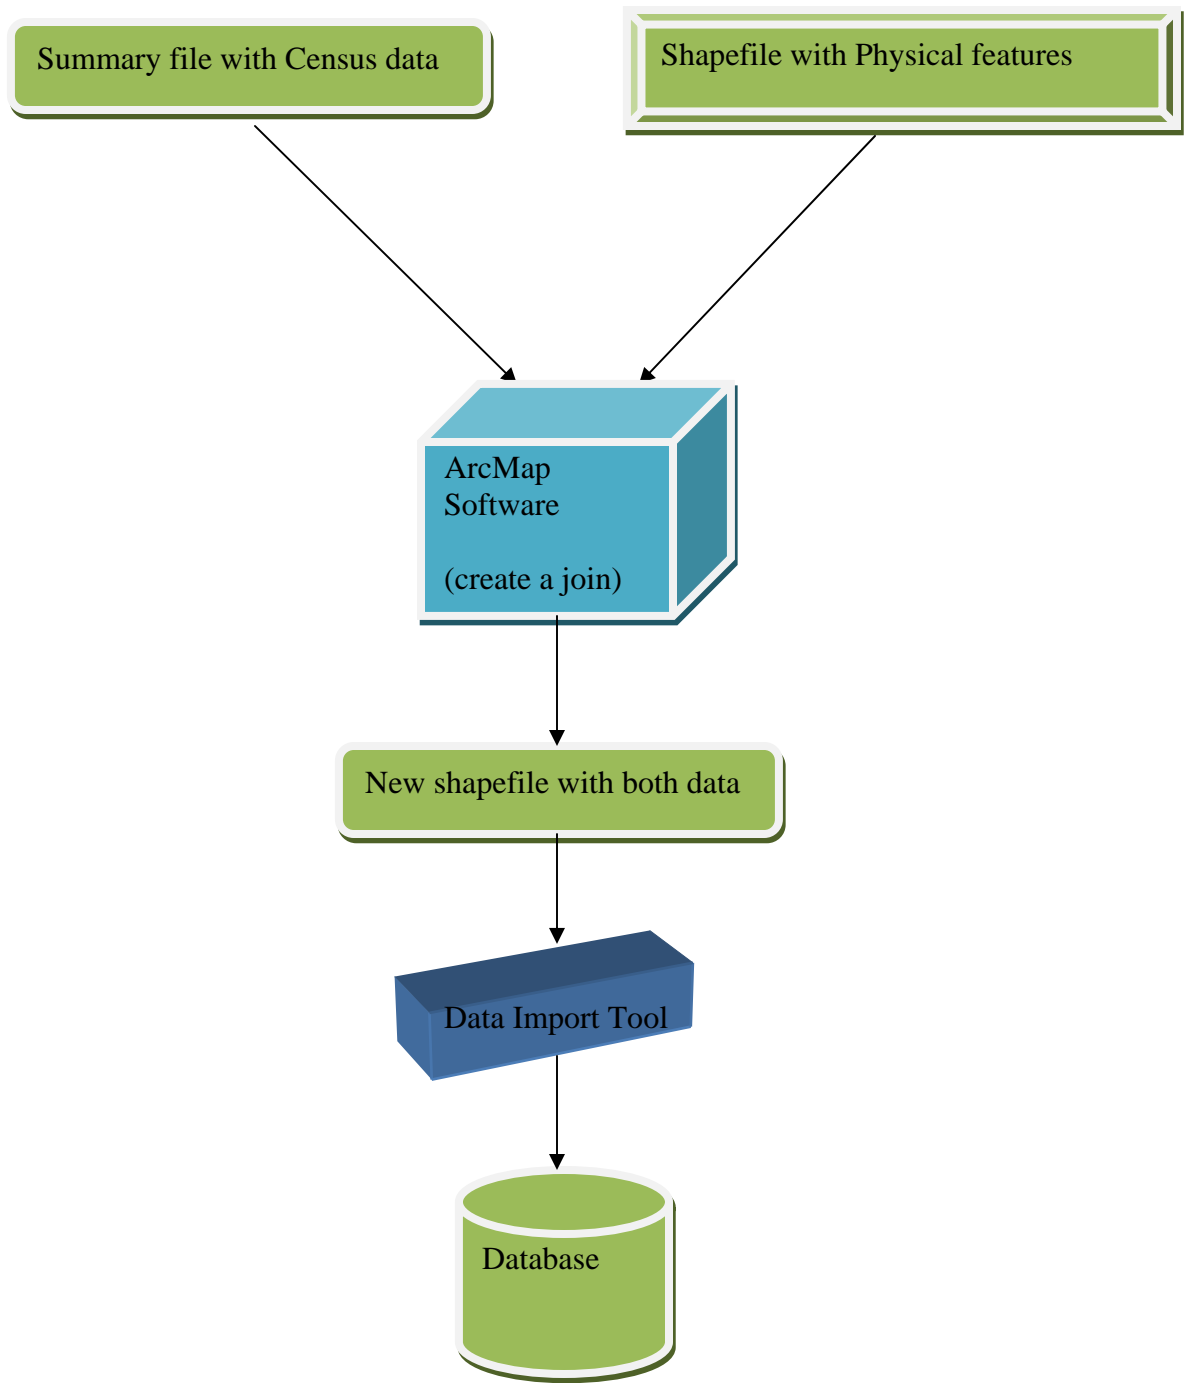 Summary file with Census data
Shapefile with Physical features
ArcMap
Software
(create a join)
New shapefile with both data
Data Import Tool
Database